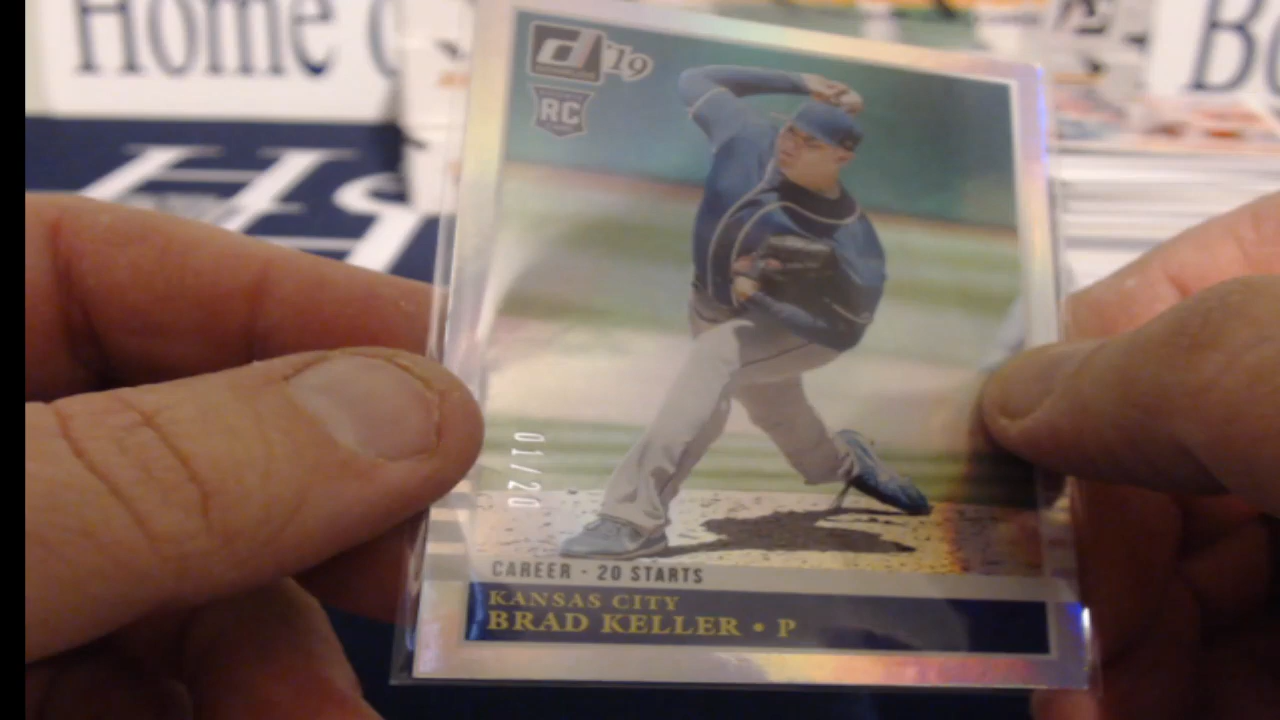 Home
d '19
RC
01/20
CAREER - 20 STARTS
KANSAS CITY
BRAD KELLER • P